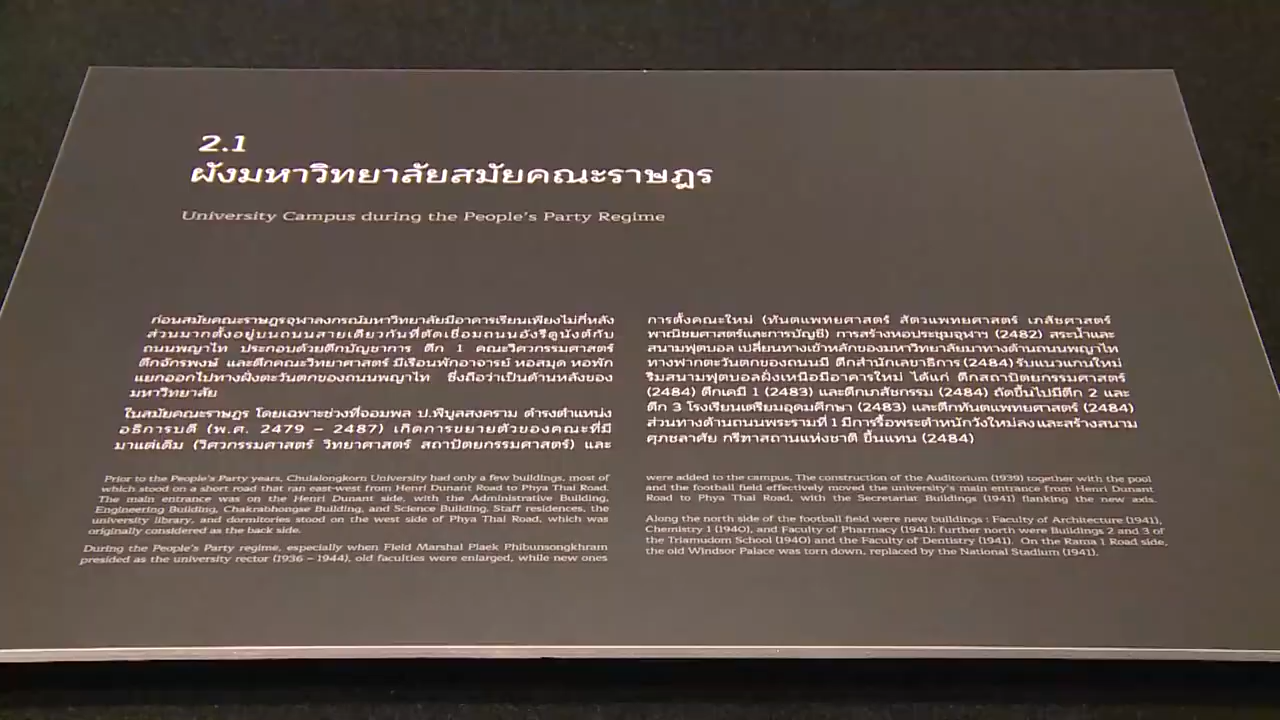 2.1
ผังมหาวิทยาลัยสมัยคณะราษฎร
University Campus during the People's Party Regime
ก่อนสมัยคณะราษฎรจุฬาลงกรณ์มหาวิทยาลัยมีอาคารเรียนเพียงไม่กี่หลัง
ส่วนมากตั้งอยู่บนถนนสายเดียวกันที่ตัดเชื่อมถนนอังรีดูนังต์กับ
ถนนพญาไท ประกอบด้วยตึกบัญชาการ ตึก 1 คณะวิศวกรรมศาสตร์
ตึกจักรพงษ์ และตึกคณะวิทยาศาสตร์ มีเรือนพักอาจารย์ หอสมุด หอพัก
แยกออกไปทางฝั่งตะวันตกของถนนพญาไท ซึ่งถือว่าเป็นด้านหลังของ
มหาวิทยาลัย
ในสมัยคณะราษฎร โดยเฉพาะช่วงที่จอมพล ป.พิบูลสงคราม ดำรงตำแหน่ง
อธิการบดี (พ.ศ. 2479 – 2487) เกิดการขยายตัวของคณะที่มี
มาแต่เดิม (วิศวกรรมศาสตร์ วิทยาศาสตร์ สถาปัตยกรรมศาสตร์) และ
การตั้งคณะใหม่ (ทันตแพทยศาสตร์ สัตวแพทยศาสตร์ เภสัชศาสตร์
พาณิชยศาสตร์และการบัญชี) การสร้างหอประชุมจุฬาฯ (2482) สระน้ำและ
สนามฟุตบอล เปลี่ยนทางเข้าหลักของมหาวิทยาลัยมาทางด้านถนนพญาไท
ทางฟากตะวันตกของถนนมี ตึกสำนักเลขาธิการ (2484) รับแนวแกนใหม่
ริมสนามฟุตบอลฝั่งเหนือมีอาคารใหม่ ได้แก่ ตึกสถาปัตยกรรมศาสตร์
(2484) ตึกเคมี 1 (2483) และตึกเภสัชกรรม (2484) ถัดขึ้นไปมีตึก 2 และ
ตึก 3 โรงเรียนเตรียมอุดมศึกษา (2483) และตึกทันตแพทยศาสตร์ (2484)
ส่วนทางด้านถนนพระรามที่ 1 มีการรื้อพระตำหนักวังใหม่ลง และสร้างสนาม
ศุภชลาศัย กรีฑาสถานแห่งชาติ ขึ้นแทน (2484)
Prior to the People's Party years, Chulalongkorn University had only a few buildings, most of
which stood on a short road that ran east-west from Henri Dunant Road to Phya Thai Road.
The main entrance was on the Henri Dunant side, with the Administrative Building,
Engineering Building, Chakrabhongse Building, and Science Building. Staff residences, the
university library, and dormitories stood on the west side of Phya Thai Road, which was
originally considered as the back side.
During the People's Party regime, especially when Field Marshal Plaek Phibunsongkhram
presided as the university rector (1936 – 1944), old faculties were enlarged, while new ones
were added to the campus. The construction of the Auditorium (1939) together with the pool
and the football field effectively moved the university's main entrance from Henri Dunant
Road to Phya Thai Road, with the Secretariat Buildings (1941) flanking the new axis.
Along the north side of the football field were new buildings : Faculty of Architecture (1941),
Chemistry 1 (1940), and Faculty of Pharmacy (1941); further north were Buildings 2 and 3 of
the Triamudom School (1940) and the Faculty of Dentistry (1941). On the Rama 1 Road side,
the old Windsor Palace was torn down, replaced by the National Stadium (1941).